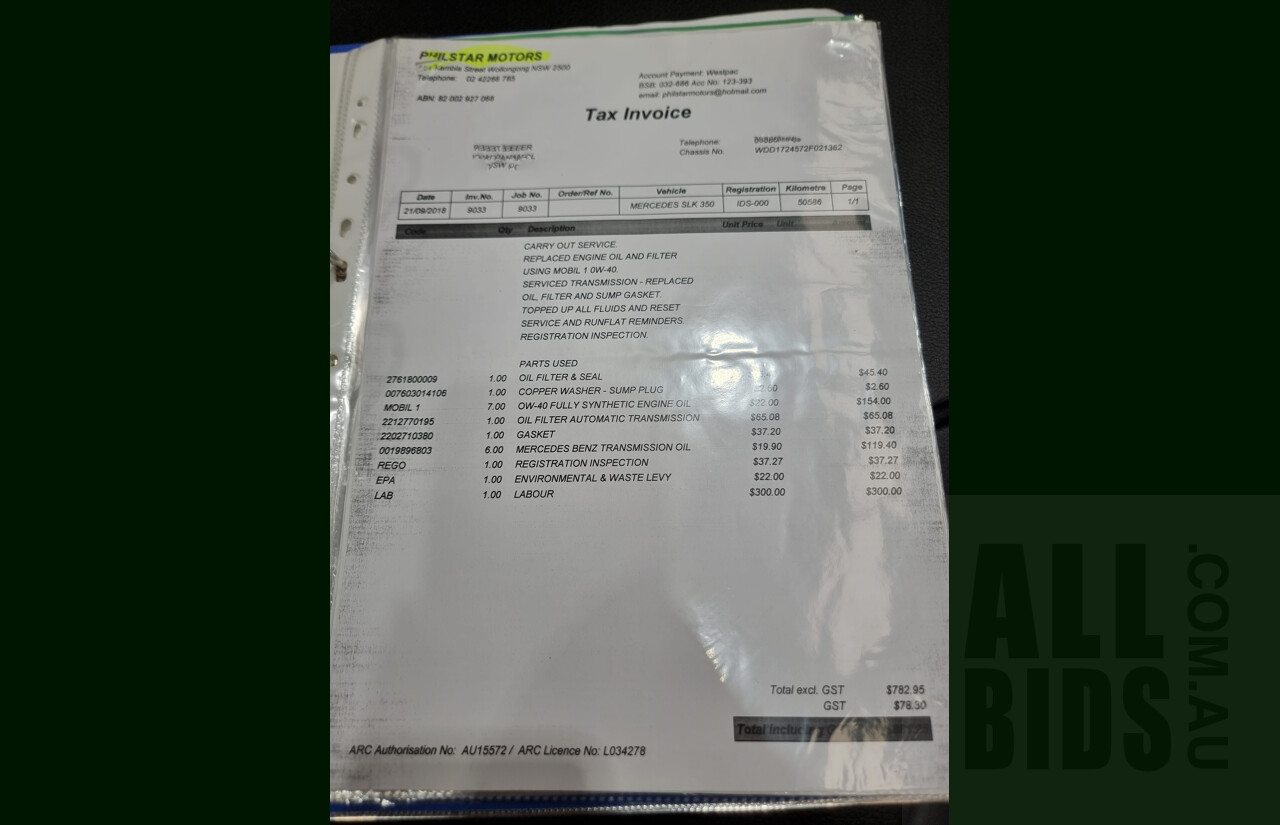 PHILSTAR MOTORS
Kembla Street Wollongong NSW 2500
Telephone: 02 42288 793
ABN: 82 002 927 069
Account Payment: Westpac
BSB: 032-688 Acc No: 123-393
email: philstarmotors@hotmail.com
Tax Invoice
Telephone:
Chassis No. WDD1724572F021362
Date Inv.No. Job No. Order/Ref No. Vehicle Registration Kilometre Page
21/09/2018 9033 9033 MERCEDES SLK 350 IDS-000 50586 1/1
Code Qty Description Unit Price Unit
CARRY OUT SERVICE.
REPLACED ENGINE OIL AND FILTER
USING MOBIL 1 0W-40.
SERVICED TRANSMISSION - REPLACED
OIL, FILTER AND SUMP GASKET.
TOPPED UP ALL FLUIDS AND RESET
SERVICE AND RUNFLAT REMINDERS.
REGISTRATION INSPECTION.
PARTS USED
2761800009 1.00 OIL FILTER & SEAL $45.40
007603014106 1.00 COPPER WASHER - SUMP PLUG $2.60
MOBIL 1 7.00 OW-40 FULLY SYNTHETIC ENGINE OIL $22.00 $154.00
2212770195 1.00 OIL FILTER AUTOMATIC TRANSMISSION $65.08 $65.08
2202710380 1.00 GASKET $37.20 $37.20
0019896803 6.00 MERCEDES BENZ TRANSMISSION OIL $19.90 $119.40
REGO 1.00 REGISTRATION INSPECTION $37.27 $37.27
EPA 1.00 ENVIRONMENTAL & WASTE LEVY $22.00 $22.00
LAB 1.00 LABOUR $300.00 $300.00
Total excl. GST $782.95
GST $78.30
Total Including
ARC Authorisation No: AU15572 / ARC Licence No: L034278
ALL
BIDS
.COM.AU